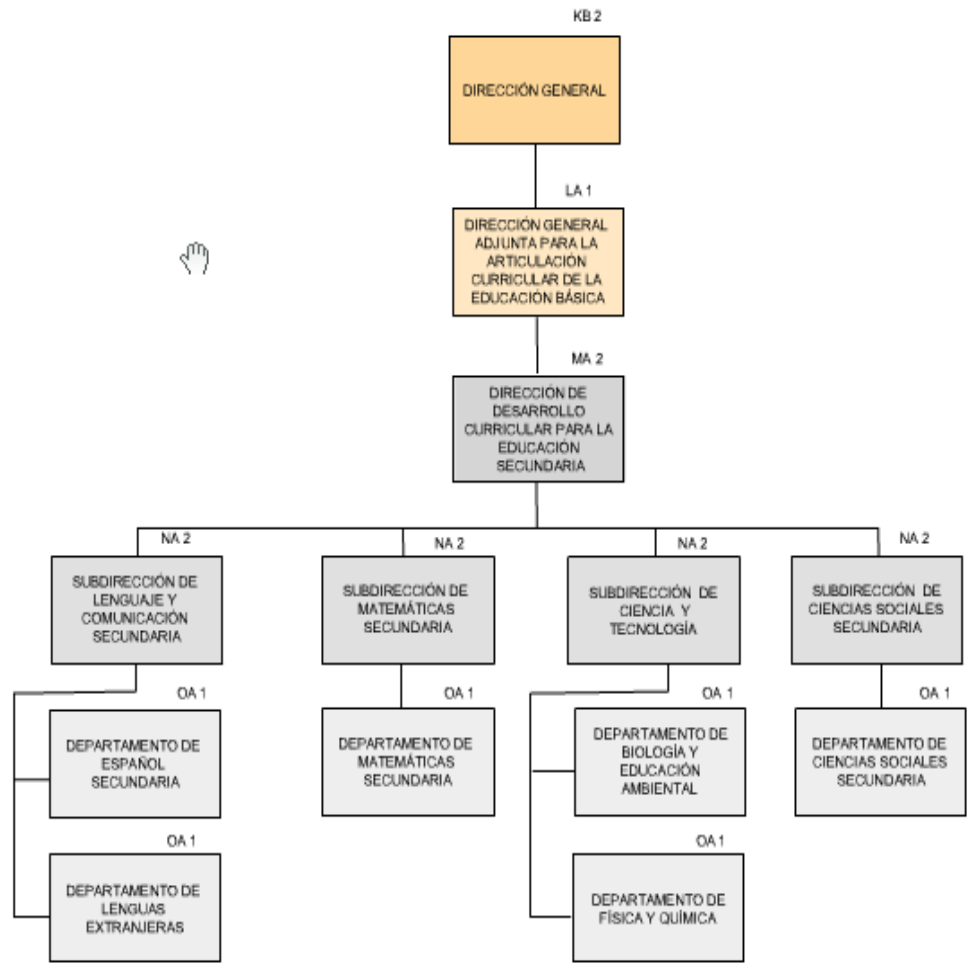 KB 2
DIRECCIÓN GENERAL
LA 1
DIRECCIÓN GENERAL
ADJUNTA PARA LA
ARTICULACIÓN
CURRICULAR DE LA
EDUCACIÓN BÁSICA
MA 2
DIRECCIÓN DE
DESARROLLO
CURRICULAR PARA LA
EDUCACIÓN
SECUNDARIA
NA 2
SUBDIRECCIÓN DE
LENGUAJE Y
COMUNICACIÓN
SECUNDARIA
NA 2
SUBDIRECCIÓN DE
MATEMÁTICAS
SECUNDARIA
NA 2
SUBDIRECCIÓN DE
CIENCIA Y
TECNOLOGÍA
NA 2
SUBDIRECCIÓN DE
CIENCIAS SOCIALES
SECUNDARIA
OA 1
DEPARTAMENTO DE
ESPAÑOL
SECUNDARIA
OA 1
DEPARTAMENTO DE
MATEMÁTICAS
SECUNDARIA
OA 1
DEPARTAMENTO DE
BIOLOGÍA Y
EDUCACIÓN
AMBIENTAL
OA 1
DEPARTAMENTO DE
CIENCIAS SOCIALES
SECUNDARIA
OA 1
DEPARTAMENTO DE
LENGUAS
EXTRANJERAS
OA 1
DEPARTAMENTO DE
FÍSICA Y QUÍMICA